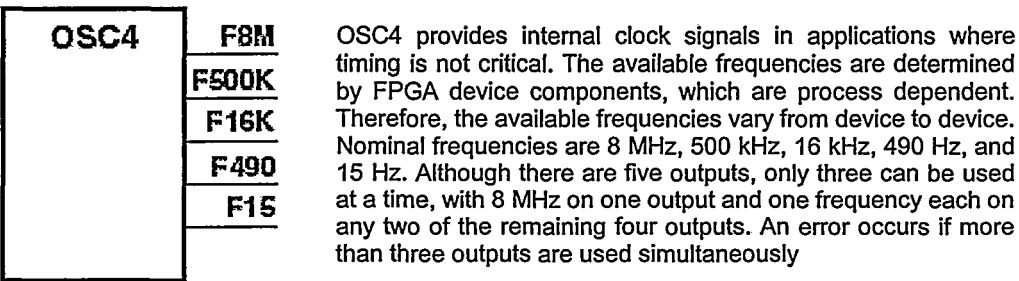 OSC4
F8M
F500K
F16K
F490
F15
OSC4 provides internal clock signals in applications where
timing is not critical. The available frequencies are determined
by FPGA device components, which are process dependent.
Therefore, the available frequencies vary from device to device.
Nominal frequencies are 8 MHz, 500 kHz, 16 kHz, 490 Hz, and
15 Hz. Although there are five outputs, only three can be used
at a time, with 8 MHz on one output and one frequency each on
any two of the remaining four outputs. An error occurs if more
than three outputs are used simultaneously